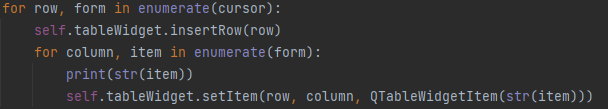 for row, form in enumerate(cursor):
    self.tableWidget.insertRow(row)
    for column, item in enumerate(form):
        print(str(item))
        self.tableWidget.setItem(row, column, QTableWidgetItem(str(item)))